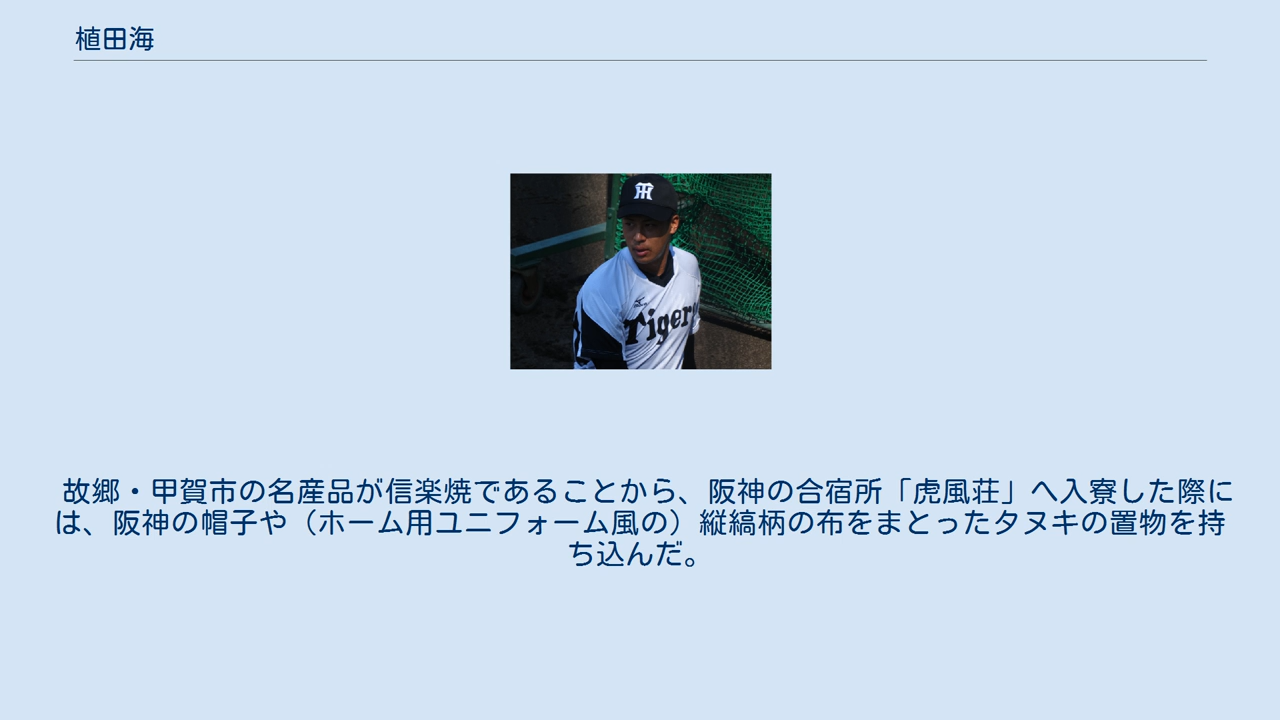 植田海
Tigers
故郷・甲賀市の名産品が信楽焼であることから、阪神の合宿所「虎風荘」へ入寮した際に
は、阪神の帽子や（ホーム用ユニフォーム風の）縦縞柄の布をまとったタヌキの置物を持
ち込んだ。